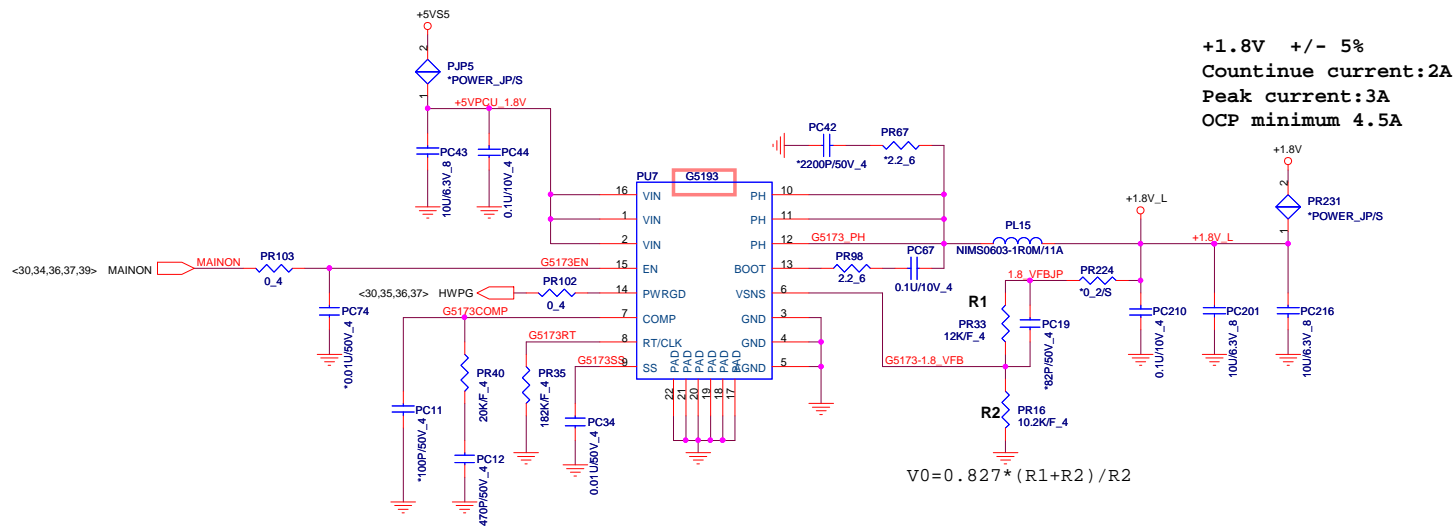 +5VS5
2
PJP5
*POWER_JP/S
1
+5VPCU_1.8V
PC43
10U/6.3V_8
PC44
0.1U/10V_4
+1.8V +/- 5%
Countinue current:2A
Peak current:3A
OCP minimum 4.5A
PC42
*2200P/50V_4
PR67
*2.2_6
+1.8V
2
PR231
*POWER_JP/S
1
PU7
G5193
16 VIN
1 VIN
2 VIN
15 EN
14 PWRGD
7 COMP
8 RT/CLK
9 SS
PH 10
PH 11
PH 12
BOOT 13
VSNS 6
GND 3
GND 4
AGND 5
PAD
PAD
PAD
PAD
PAD
PAD
22
21
20
19
18
17
G5173_PH
PL15
NIMS0603-1R0M/11A
+1.8V_L
+1.8V_L
PR98
2.2_6
PC67
0.1U/10V_4
<30,34,36,37,39> MAINON
MAINON
PR103
0_4
G5173EN
PC74
*0.01U/50V_4
<30,35,36,37> HWPG
PR102
0_4
G5173COMP
G5173RT
G5173SS
PR40
20K/F_4
PR35
182K/F_4
PC11
*100P/50V_4
PC12
470P/50V_4
PC34
0.01U/50V_4
1.8_VFBJP
PR224
*0_2/S
R1
PR33
12K/F_4
PC19
*82P/50V_4
G5173-1.8_VFB
PC210
0.1U/10V_4
PC201
10U/6.3V_8
PC216
10U/6.3V_8
R2
PR16
10.2K/F_4
V0=0.827*(R1+R2)/R2